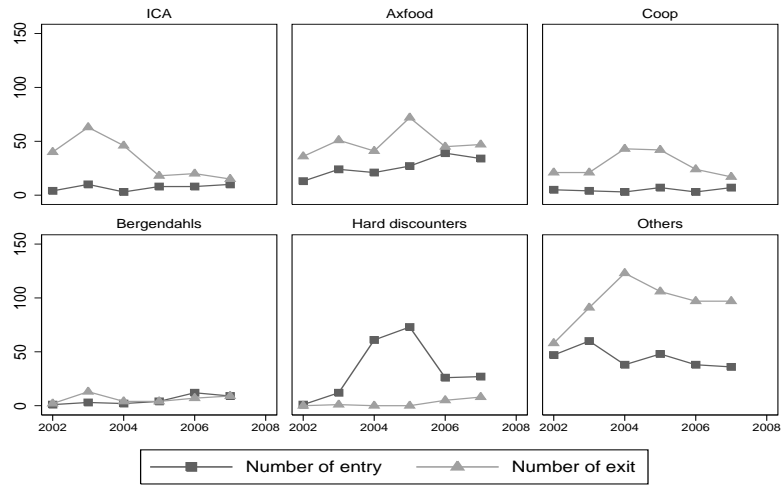 ICA Axfood Coop
150
100
50
0
Bergendahls Hard discounters Others
150
100
50
0
2002 2004 2006 2008 2002 2004 2006 2008 2002 2004 2006 2008
Number of entry Number of exit